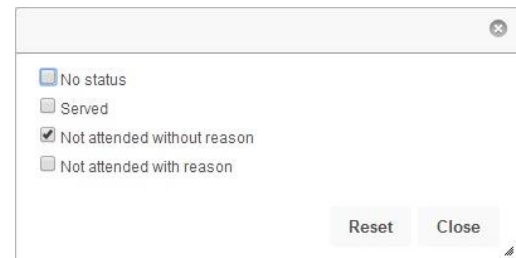 No status
Served
Not attended without reason
Not attended with reason
Reset Close